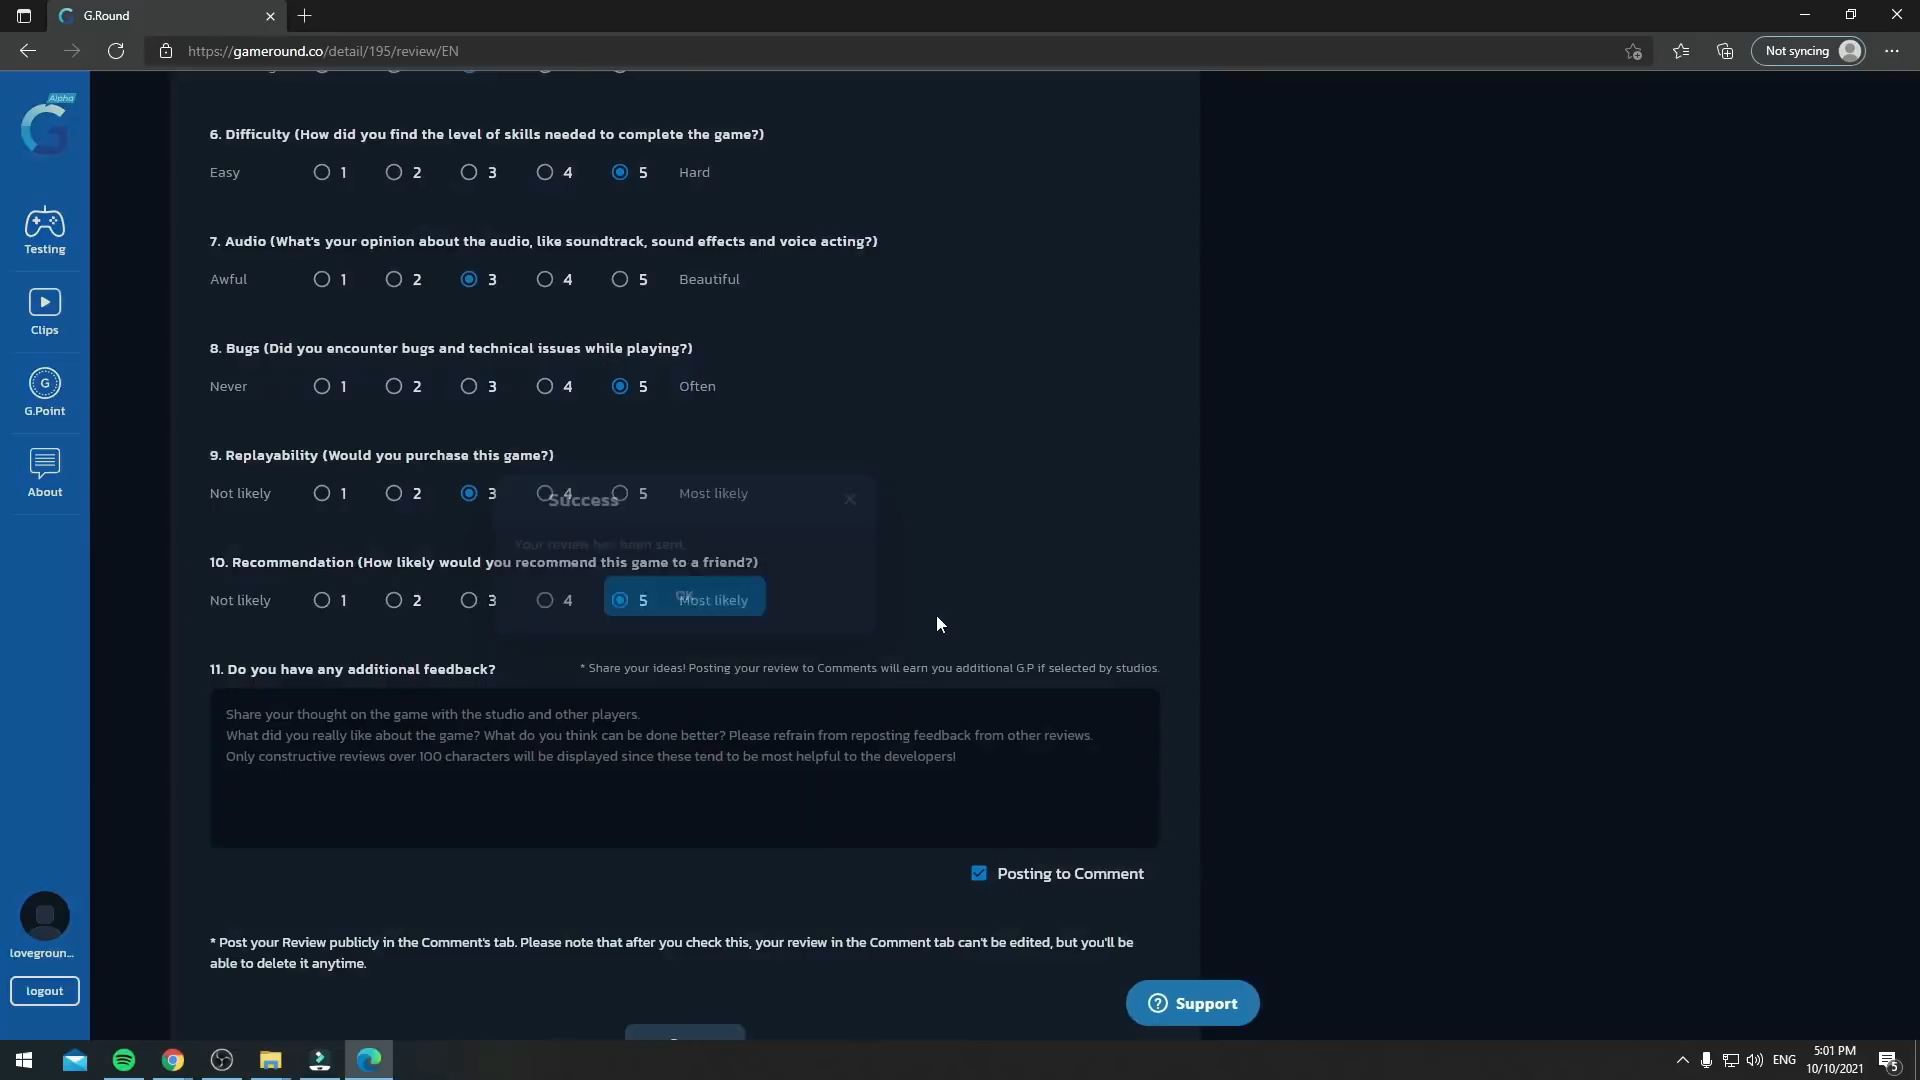 G.Round
https://gameround.co/detail/195/review/EN
Not syncing
Alpha
Testing
Clips
G
G.Point
About
6. Difficulty (How did you find the level of skills needed to complete the game?)
Easy 1 2 3 4 5 Hard
7. Audio (What's your opinion about the audio, like soundtrack, sound effects and voice acting?)
Awful 1 2 3 4 5 Beautiful
8. Bugs (Did you encounter bugs and technical issues while playing?)
Never 1 2 3 4 5 Often
9. Replayability (Would you purchase this game?)
Not likely 1 2 3 4 5 Most likely
Success
Your review has been sent.
10. Recommendation (How likely would you recommend this game to a friend?)
Not likely 1 2 3 4 5 Most likely
OK
11. Do you have any additional feedback?
* Share your ideas! Posting your review to Comments will earn you additional G.P if selected by studios.
Share your thought on the game with the studio and other players.
What did you really like about the game? What do you think can be done better? Please refrain from reposting feedback from other reviews.
Only constructive reviews over 100 characters will be displayed since these tend to be most helpful to the developers!
Posting to Comment
* Post your Review publicly in the Comment's tab. Please note that after you check this, your review in the Comment tab can't be edited, but you'll be
able to delete it anytime.
lovegroun...
logout
Support
ENG
5:01 PM
10/10/2021
5